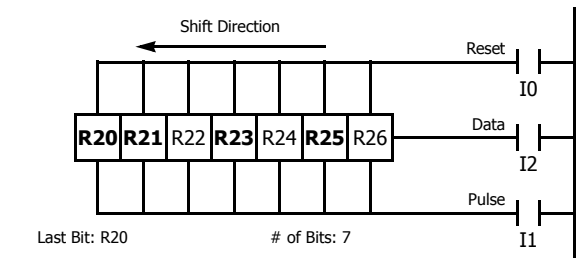 Shift Direction
Reset
I0
R20 R21 R22 R23 R24 R25 R26
Data
I2
Pulse
I1
Last Bit: R20
# of Bits: 7